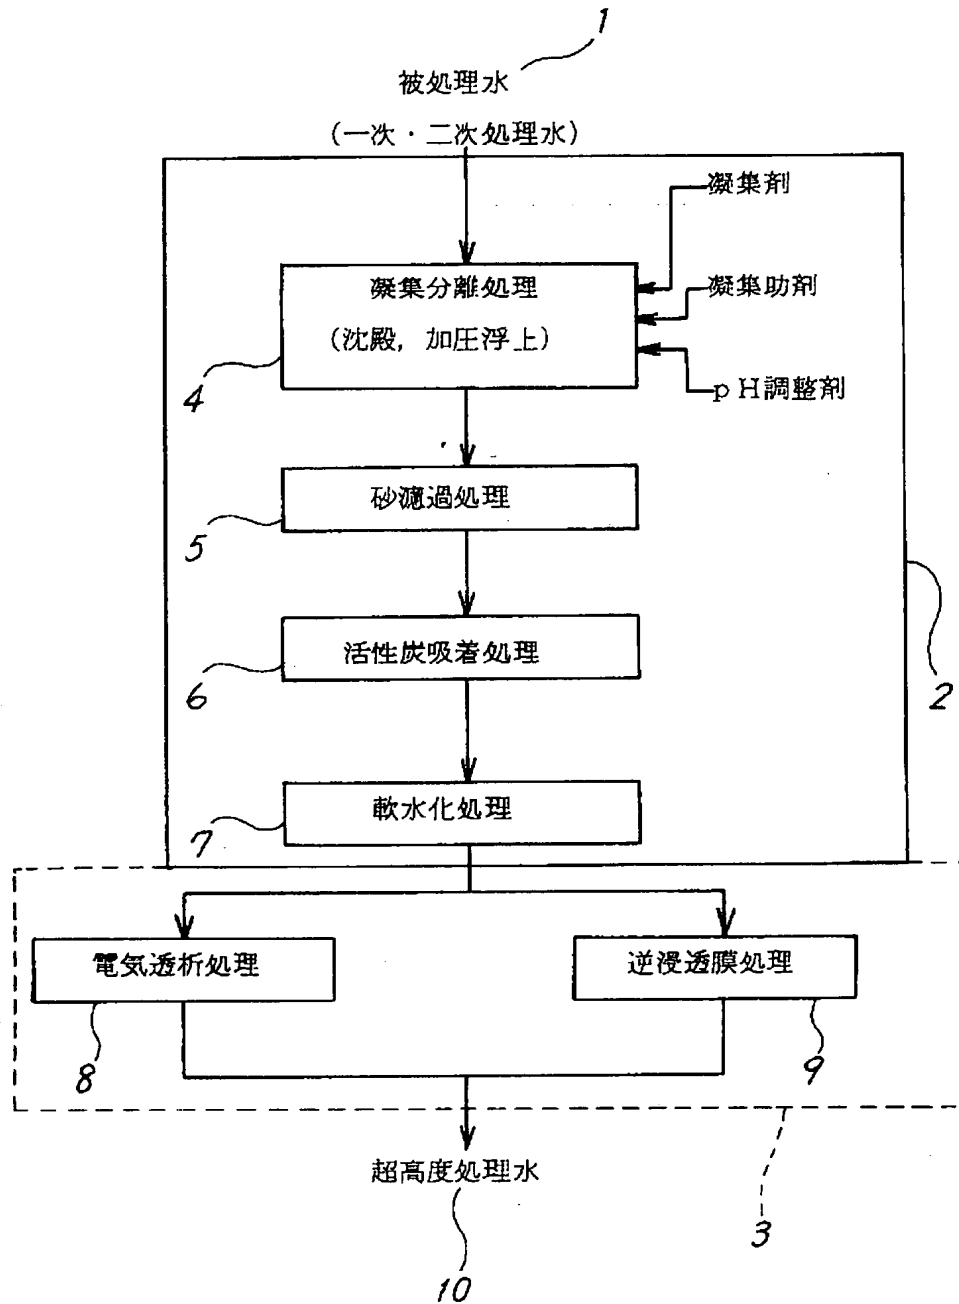 1
被処理水
(一次・二次処理水)
凝集剤
凝集分離処理
(沈殿，加圧浮上)
凝集助剤
pH調整剤
4
砂濾過処理
5
2
活性炭吸着処理
6
軟水化処理
7
電気透析処理
逆浸透膜処理
8
9
超高度処理水
3
10